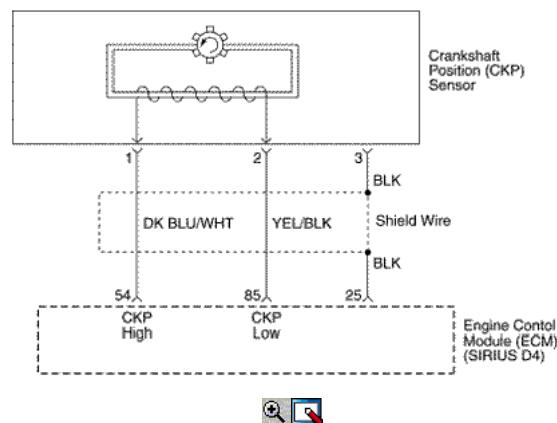 Crankshaft
Position (CKP)
Sensor
1
2
3
BLK
DK BLU/WHT
YEL/BLK
Shield Wire
BLK
54
85
25
CKP
High
CKP
Low
Engine Contol
Module (ECM)
(SIRIUS D4)